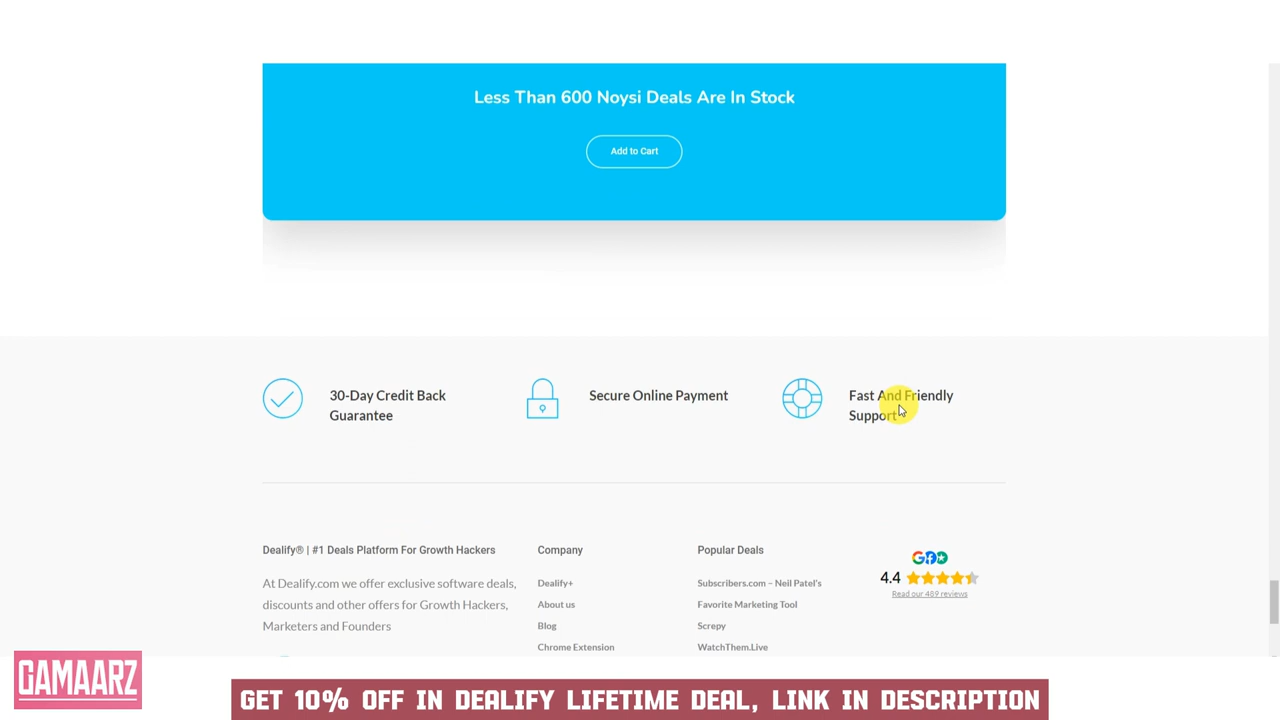 Less Than 600 Noysi Deals Are In Stock
Add to Cart
30-Day Credit Back
Guarantee
Secure Online Payment
Fast And Friendly
Support
Dealify® | #1 Deals Platform For Growth Hackers
At Dealify.com we offer exclusive software deals,
discounts and other offers for Growth Hackers,
Marketers and Founders
Company
Dealify+
About us
Blog
Chrome Extension
Popular Deals
Subscribers.com – Neil Patel's
Favorite Marketing Tool
Screpy
WatchThem.Live
4.4
Read our 489 reviews
GAMAARZ
GET 10% OFF IN DEALIFY LIFETIME DEAL, LINK IN DESCRIPTION